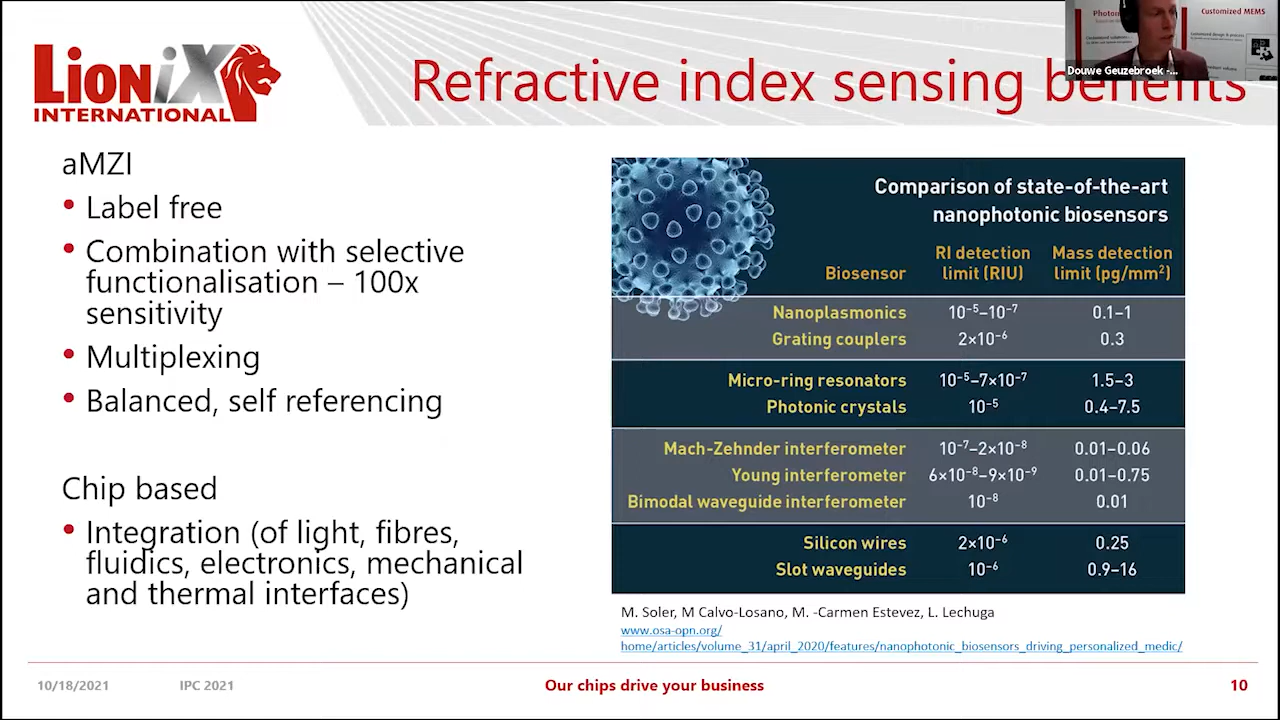 LioniX
INTERNATIONAL
Refractive index sensing benefits
Customized MEMS
Douwe Geuzebroek -...
aMZI
• Label free
• Combination with selective
functionalisation – 100x
sensitivity
• Multiplexing
• Balanced, self referencing
Chip based
• Integration (of light, fibres,
fluidics, electronics, mechanical
and thermal interfaces)
Comparison of state-of-the-art
nanophotonic biosensors
Biosensor RI detection limit (RIU) Mass detection limit (pg/mm²)
Nanoplasmonics 10⁻⁵–10⁻⁷ 0.1–1
Grating couplers 2×10⁻⁶ 0.3
Micro-ring resonators 10⁻⁵–7×10⁻⁷ 1.5–3
Photonic crystals 10⁻⁵ 0.4–7.5
Mach-Zehnder interferometer 10⁻⁷–2×10⁻⁸ 0.01–0.06
Young interferometer 6×10⁻⁸–9×10⁻⁹ 0.01–0.75
Bimodal waveguide interferometer 10⁻⁸ 0.01
Silicon wires 2×10⁻⁶ 0.25
Slot waveguides 10⁻⁶ 0.9–16
M. Soler, M Calvo-Losano, M. -Carmen Estevez, L. Lechuga
www.osa-opn.org/
home/articles/volume_31/april_2020/features/nanophotonic_biosensors_driving_personalized_medic/
10/18/2021 IPC 2021 Our chips drive your business 10